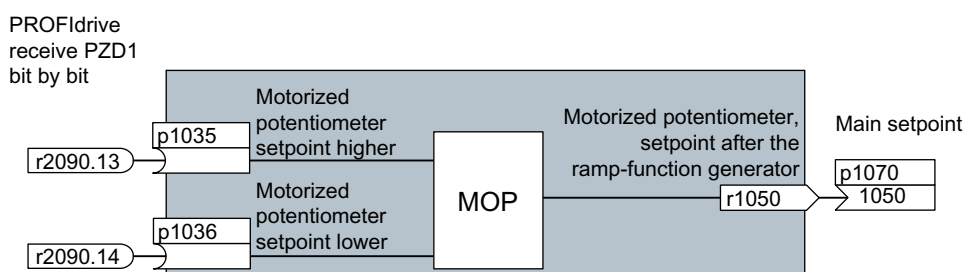 PROFIdrive
receive PZD1
bit by bit
p1035
r2090.13
Motorized
potentiometer
setpoint higher
p1036
r2090.14
Motorized
potentiometer
setpoint lower
MOP
Motorized potentiometer,
setpoint after the
ramp-function generator
r1050
Main setpoint
p1070
1050